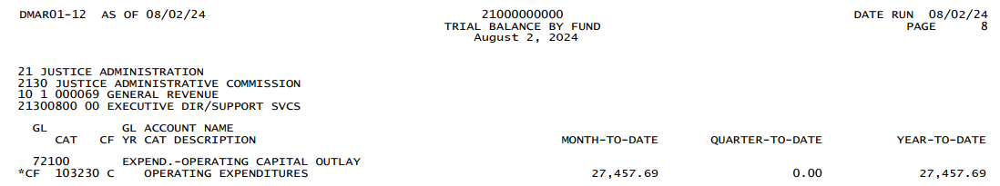 DMAR01-12 AS OF 08/02/24 21000000000 DATE RUN 08/02/24
TRIAL BALANCE BY FUND PAGE 8
August 2, 2024
21 JUSTICE ADMINISTRATION
2130 JUSTICE ADMINISTRATIVE COMMISSION
10 1 000069 GENERAL REVENUE
21300800 00 EXECUTIVE DIR/SUPPORT SVCS
GL GL ACCOUNT NAME
CAT CF YR CAT DESCRIPTION MONTH-TO-DATE QUARTER-TO-DATE YEAR-TO-DATE
72100 EXPEND.-OPERATING CAPITAL OUTLAY
*CF 103230 C OPERATING EXPENDITURES 27,457.69 0.00 27,457.69